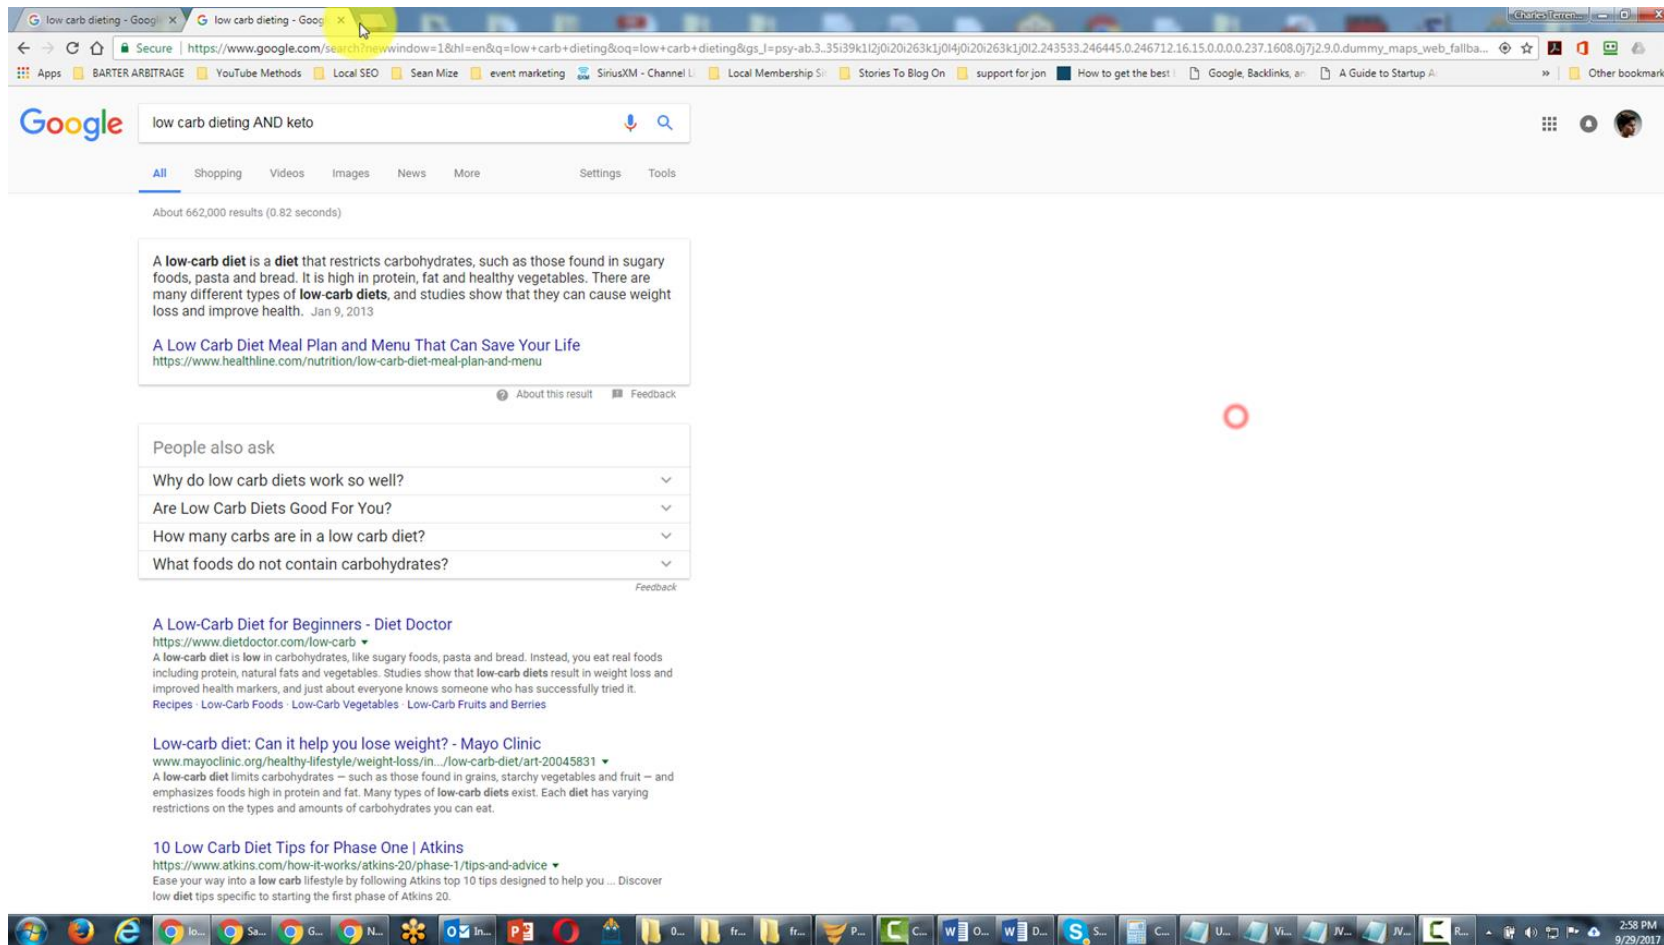 low carb dieting - Goog
low carb dieting - Goog
Charles Terren...
Secure https://www.google.com/search?newwindow=1&hl=en&q=low+carb+dieting&oq=low+carb+dieting&gs_l=psy-ab.3..35i39k1l2j0i20i263k1j0l4j0i20i263k1j0l2.243533.246445.0.246712.16.15.0.0.0.0.237.1608.0j7j2.9.0.dummy_maps_web_fallba...
Apps BARTER ARBITRAGE YouTube Methods Local SEO Sean Mize event marketing SiriusXM - Channel Li Local Membership Si Stories To Blog On support for jon How to get the best Google, Backlinks, an A Guide to Startup A » Other bookmark
Google
low carb dieting AND keto
All Shopping Videos Images News More Settings Tools
About 662,000 results (0.82 seconds)
A low-carb diet is a diet that restricts carbohydrates, such as those found in sugary
foods, pasta and bread. It is high in protein, fat and healthy vegetables. There are
many different types of low-carb diets, and studies show that they can cause weight
loss and improve health. Jan 9, 2013
A Low Carb Diet Meal Plan and Menu That Can Save Your Life
https://www.healthline.com/nutrition/low-carb-diet-meal-plan-and-menu
About this result Feedback
People also ask
Why do low carb diets work so well?
Are Low Carb Diets Good For You?
How many carbs are in a low carb diet?
What foods do not contain carbohydrates?
Feedback
A Low-Carb Diet for Beginners - Diet Doctor
https://www.dietdoctor.com/low-carb
A low-carb diet is low in carbohydrates, like sugary foods, pasta and bread. Instead, you eat real foods
including protein, natural fats and vegetables. Studies show that low-carb diets result in weight loss and
improved health markers, and just about everyone knows someone who has successfully tried it.
Recipes · Low-Carb Foods · Low-Carb Vegetables · Low-Carb Fruits and Berries
Low-carb diet: Can it help you lose weight? - Mayo Clinic
www.mayoclinic.org/healthy-lifestyle/weight-loss/in.../low-carb-diet/art-20045831
A low-carb diet limits carbohydrates — such as those found in grains, starchy vegetables and fruit — and
emphasizes foods high in protein and fat. Many types of low-carb diets exist. Each diet has varying
restrictions on the types and amounts of carbohydrates you can eat.
10 Low Carb Diet Tips for Phase One | Atkins
https://www.atkins.com/how-it-works/atkins-20/phase-1/tips-and-advice
Ease your way into a low carb lifestyle by following Atkins top 10 tips designed to help you ... Discover
low diet tips specific to starting the first phase of Atkins 20.
lo... Sa... G... N... In... 0... fr... fr... P... C... O... D... S... C... U... Vi... JV... JV... R... 2:58 PM
9/29/2017